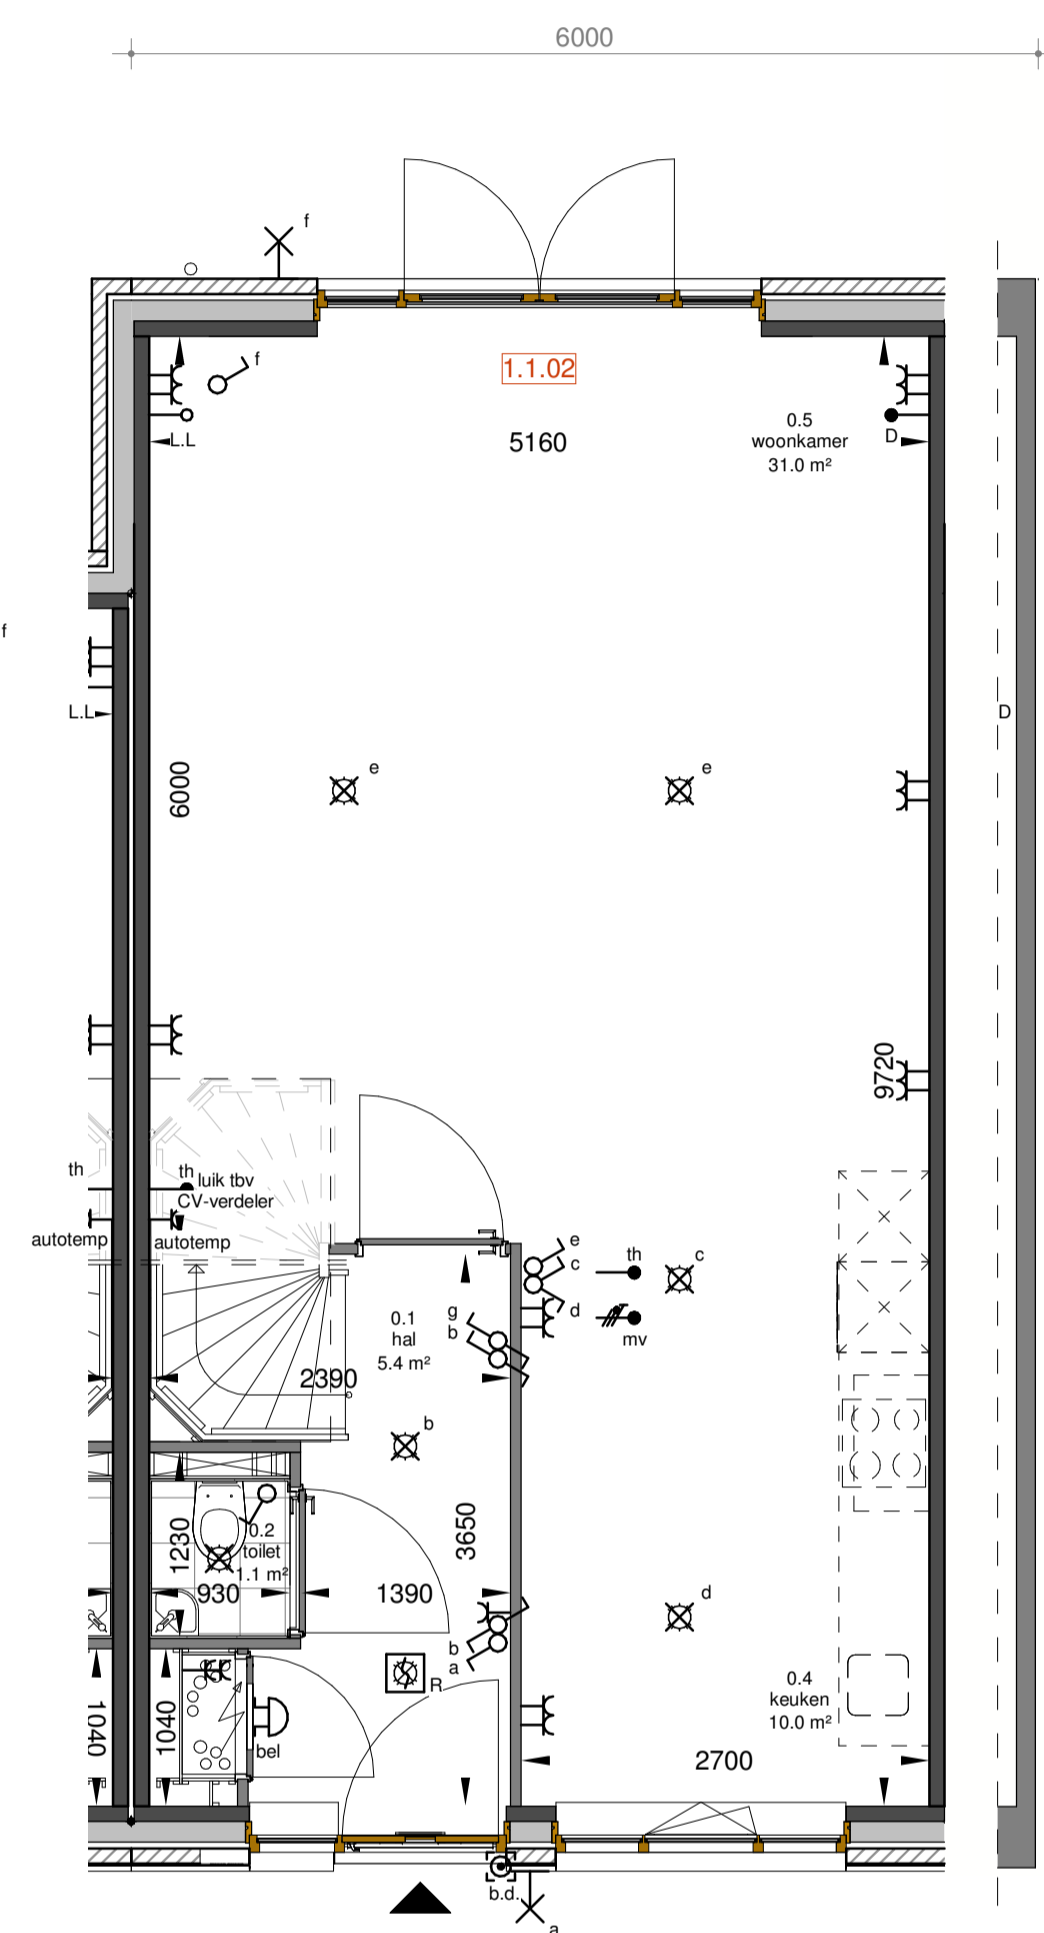 6000
f
f
1.1.02
L.L
5160
D
0.5
woonkamer
31.0 m²
f
L.L
D
6000
e
e
9720
th
th
luik tbv
CV-verdeler
autotemp
autotemp
e
c
d
th
c
mv
g
b
0.1
hal
5.4 m²
2390
b
3650
1230
0.2
toilet
1.1 m²
930
1390
d
b
a
R
0.4
keuken
10.0 m²
1040
1040
bel
2700
b.d.
a